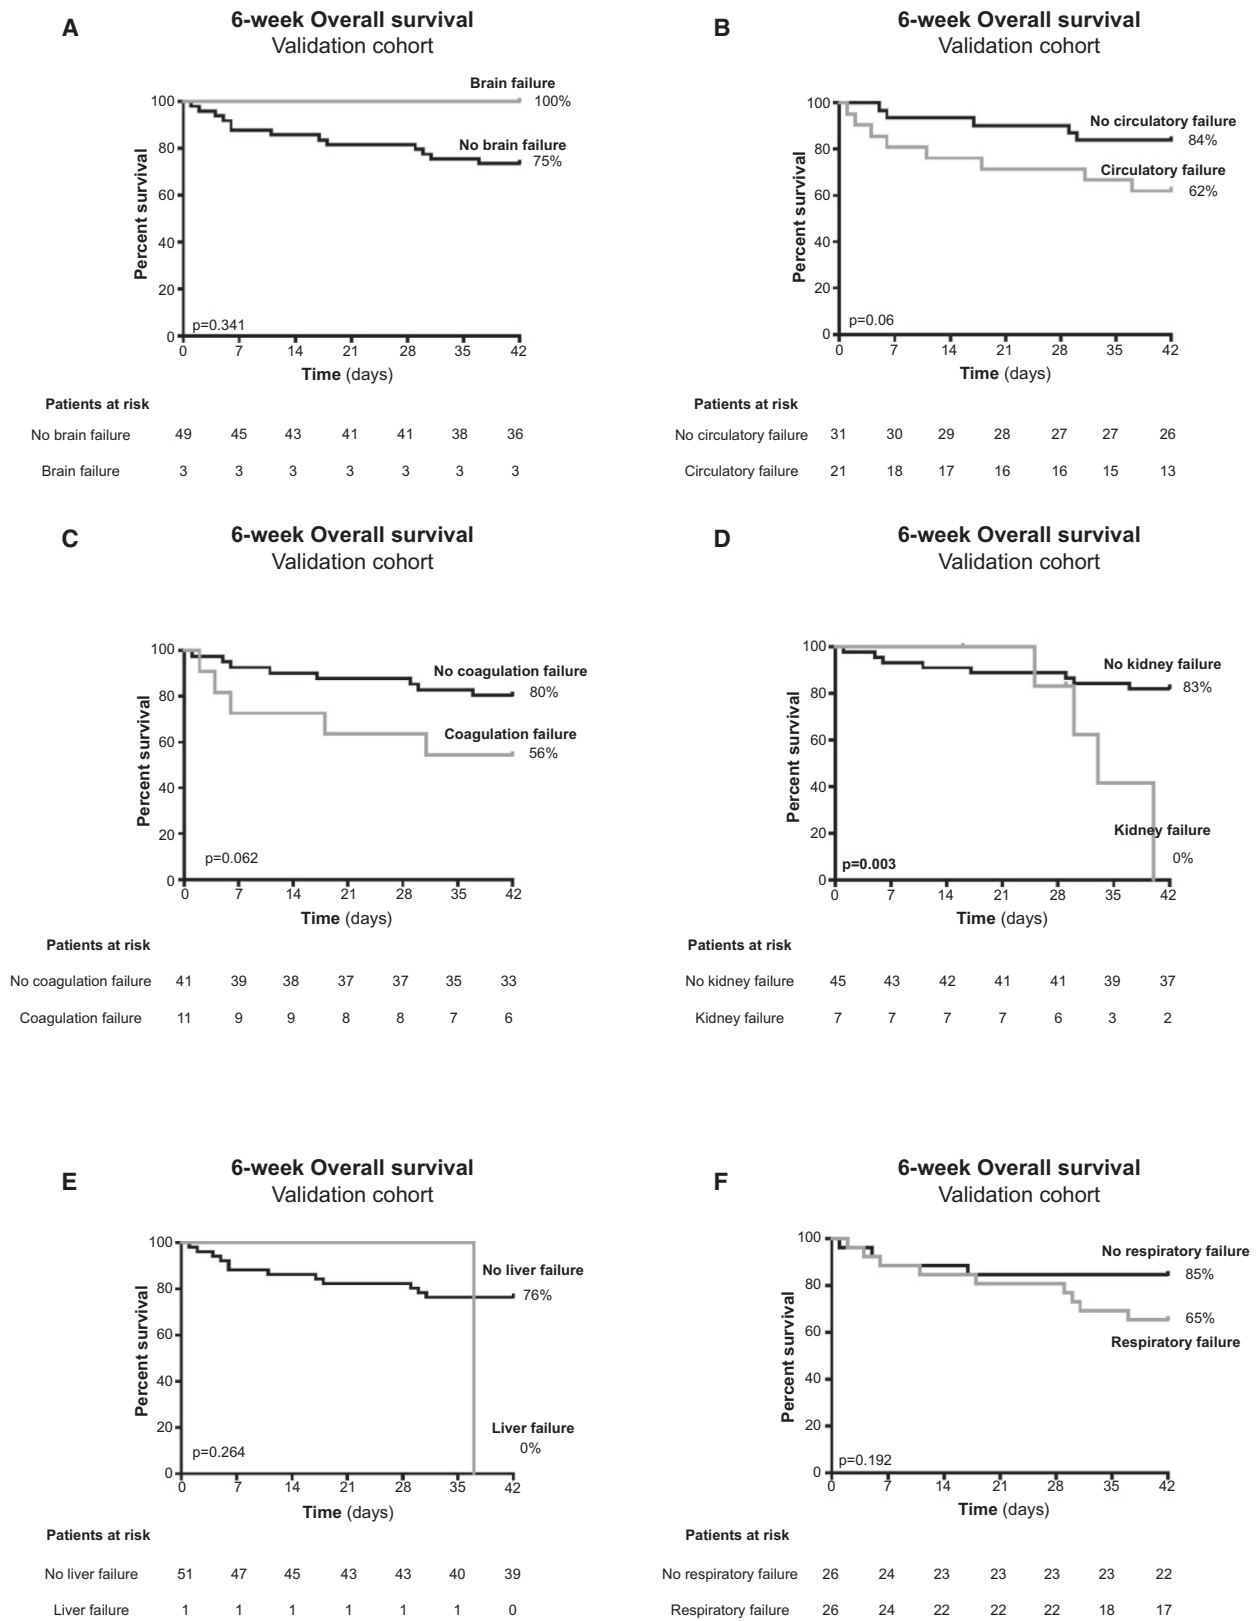 A
6-week Overall survival
Validation cohort
Brain failure
100%
No brain failure
75%
100
80
60
40
20
0
Percent survival
p=0.341
0 7 14 21 28 35 42
Time (days)
Patients at risk
No brain failure 49 45 43 41 41 38 36
Brain failure 3 3 3 3 3 3 3
B
6-week Overall survival
Validation cohort
No circulatory failure
84%
Circulatory failure
62%
100
80
60
40
20
0
Percent survival
p=0.06
0 7 14 21 28 35 42
Time (days)
Patients at risk
No circulatory failure 31 30 29 28 27 27 26
Circulatory failure 21 18 17 16 16 15 13
C
6-week Overall survival
Validation cohort
No coagulation failure
80%
Coagulation failure
56%
100
80
60
40
20
0
Percent survival
p=0.062
0 7 14 21 28 35 42
Time (days)
Patients at risk
No coagulation failure 41 39 38 37 37 35 33
Coagulation failure 11 9 9 8 8 7 6
D
6-week Overall survival
Validation cohort
No kidney failure
83%
Kidney failure
0%
100
80
60
40
20
0
Percent survival
p=0.003
0 7 14 21 28 35 42
Time (days)
Patients at risk
No kidney failure 45 43 42 41 41 39 37
Kidney failure 7 7 7 7 6 3 2
E
6-week Overall survival
Validation cohort
No liver failure
76%
Liver failure
0%
100
80
60
40
20
0
Percent survival
p=0.264
0 7 14 21 28 35 42
Time (days)
Patients at risk
No liver failure 51 47 45 43 43 40 39
Liver failure 1 1 1 1 1 1 0
F
6-week Overall survival
Validation cohort
No respiratory failure
85%
65%
Respiratory failure
100
80
60
40
20
0
Percent survival
p=0.192
0 7 14 21 28 35 42
Time (days)
Patients at risk
No respiratory failure 26 24 23 23 23 23 22
Respiratory failure 26 24 22 22 22 18 17